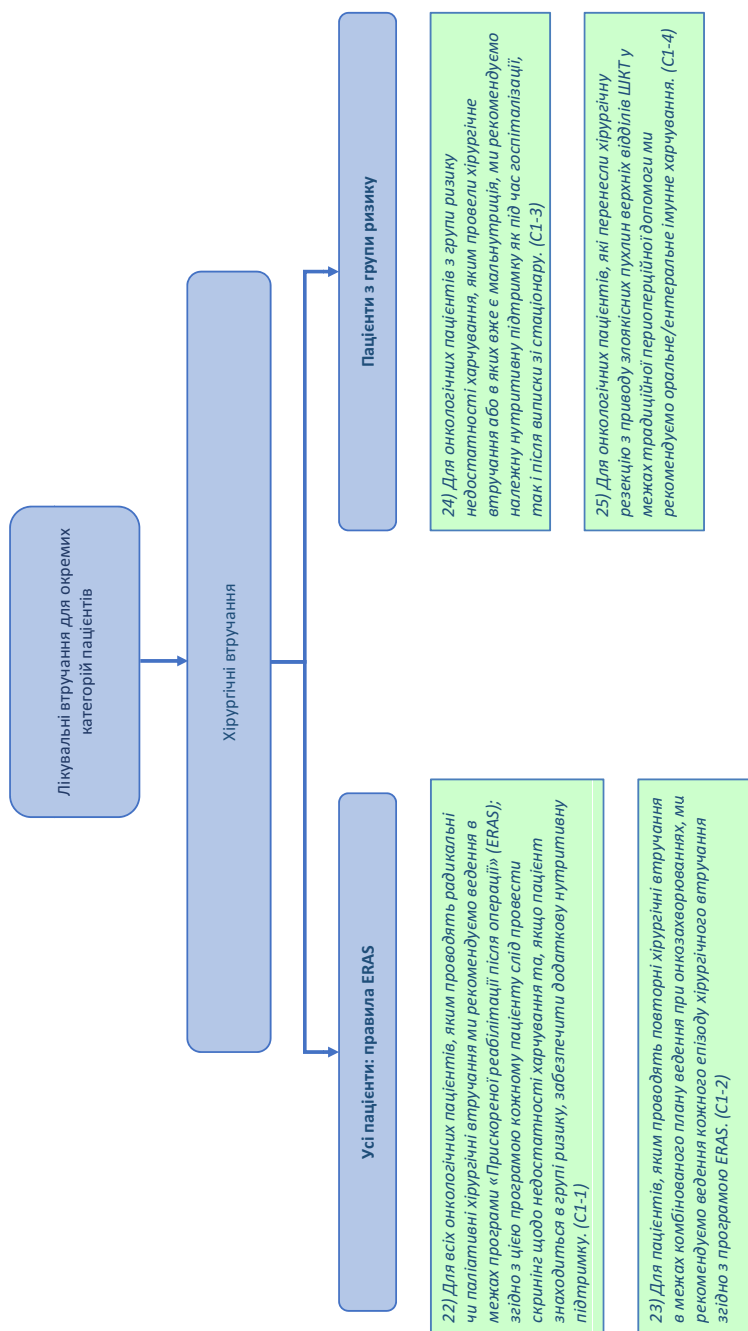 Лікувальні втручання для окремих
категорій пацієнтів
Хірургічні втручання
Усі пацієнти: правила ERAS
22) Для всіх онкологічних пацієнтів, яким проводять радикальні
чи паліативні хірургічні втручання ми рекомендуємо ведення в
межах програми «Прискореної реабілітації після операції» (ERAS);
згідно з цією програмою кожному пацієнту слід провести
скринінг щодо недостатності харчування та, якщо пацієнт
знаходиться в групі ризику, забезпечити додаткову нутритивну
підтримку. (C1-1)
23) Для пацієнтів, яким проводять повторні хірургічні втручання
в межах комбінованого плану ведення при онкозахворюваннях, ми
рекомендуємо ведення кожного епізоду хірургічного втручання
згідно з програмою ERAS. (C1-2)
Пацієнти з групи ризику
24) Для онкологічних пацієнтів з групи ризику
недостатності харчування, яким провели хірургічне
втручання або в яких вже є мальнутриція, ми рекомендуємо
належну нутритивну підтримку як під час госпіталізації,
так і після виписки зі стаціонару. (C1-3)
25) Для онкологічних пацієнтів, які перенесли хірургічну
резекцію з приводу злоякісних пухлин верхніх відділів ШКТ у
межах традиційної периоперційної допомоги ми
рекомендуємо оральне/ентеральне імунне харчування. (C1-4)